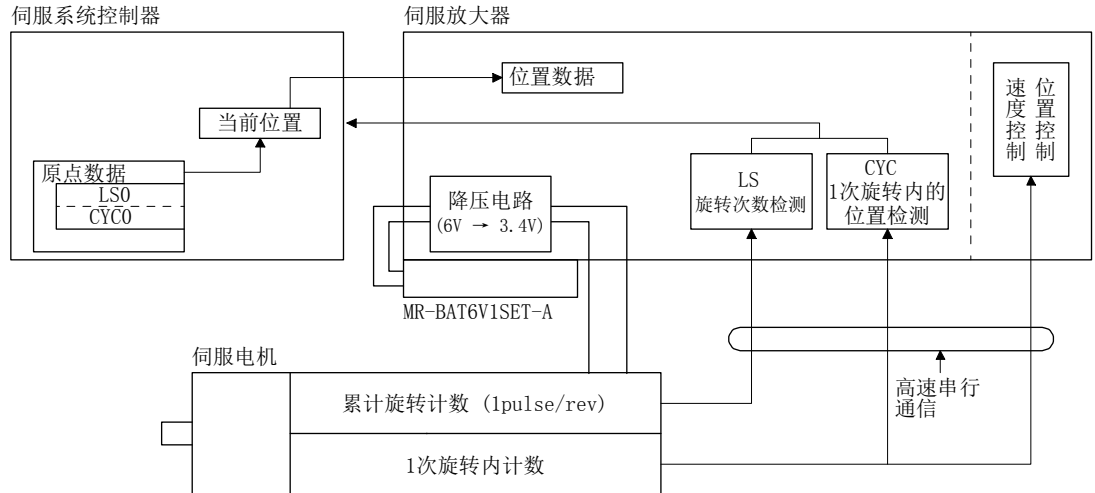 伺服系统控制器
伺服放大器
位置数据
当前位置
原点数据
LS0
CYC0
降压电路
(6V → 3.4V)
MR-BAT6V1SET-A
LS
旋转次数检测
CYC
1次旋转内的
位置检测
位置控制
速度控制
伺服电机
累计旋转计数 (1pulse/rev)
1次旋转内计数
高速串行
通信